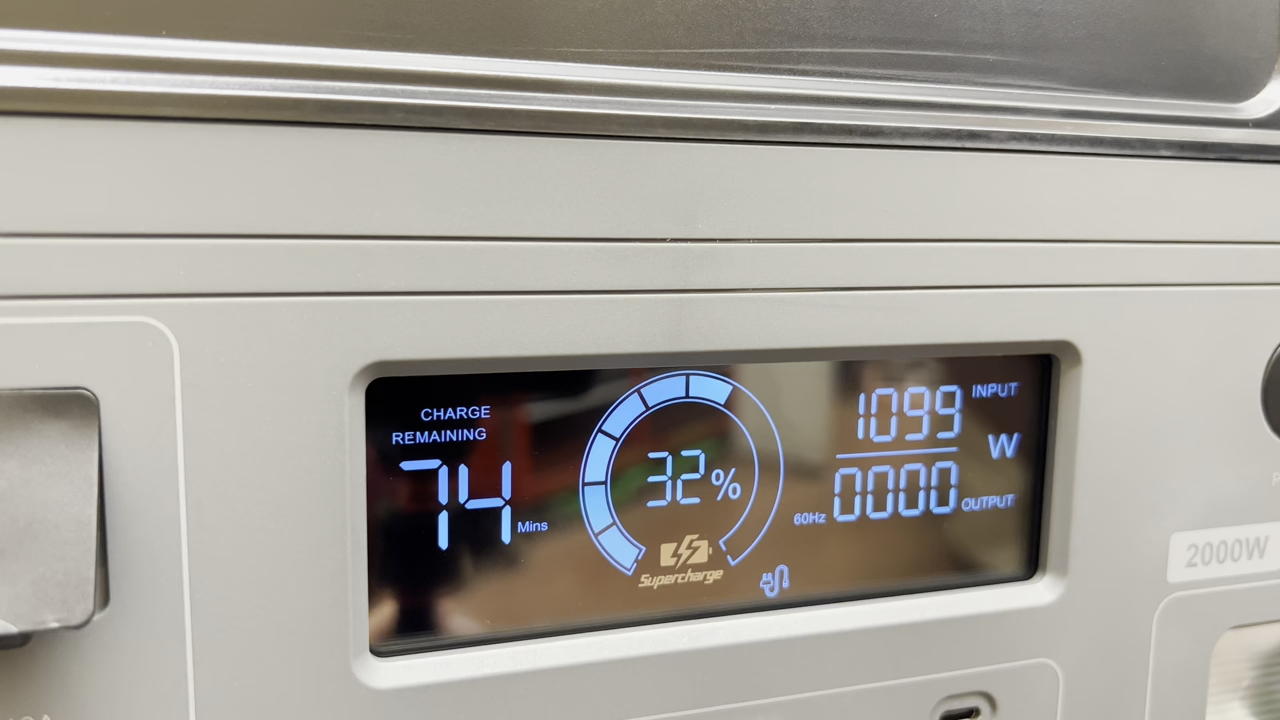 CHARGE
REMAINING
74 Mins
32%
Supercharge
1099 INPUT
W
60Hz 0000 OUTPUT
2000W